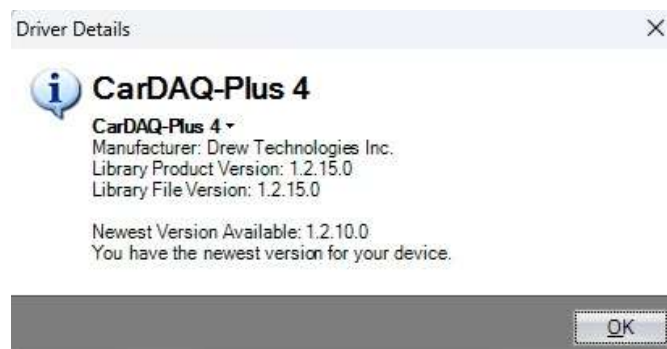 Driver Details
CarDAQ-Plus 4
CarDAQ-Plus 4
Manufacturer: Drew Technologies Inc.
Library Product Version: 1.2.15.0
Library File Version: 1.2.15.0
Newest Version Available: 1.2.10.0
You have the newest version for your device.
OK